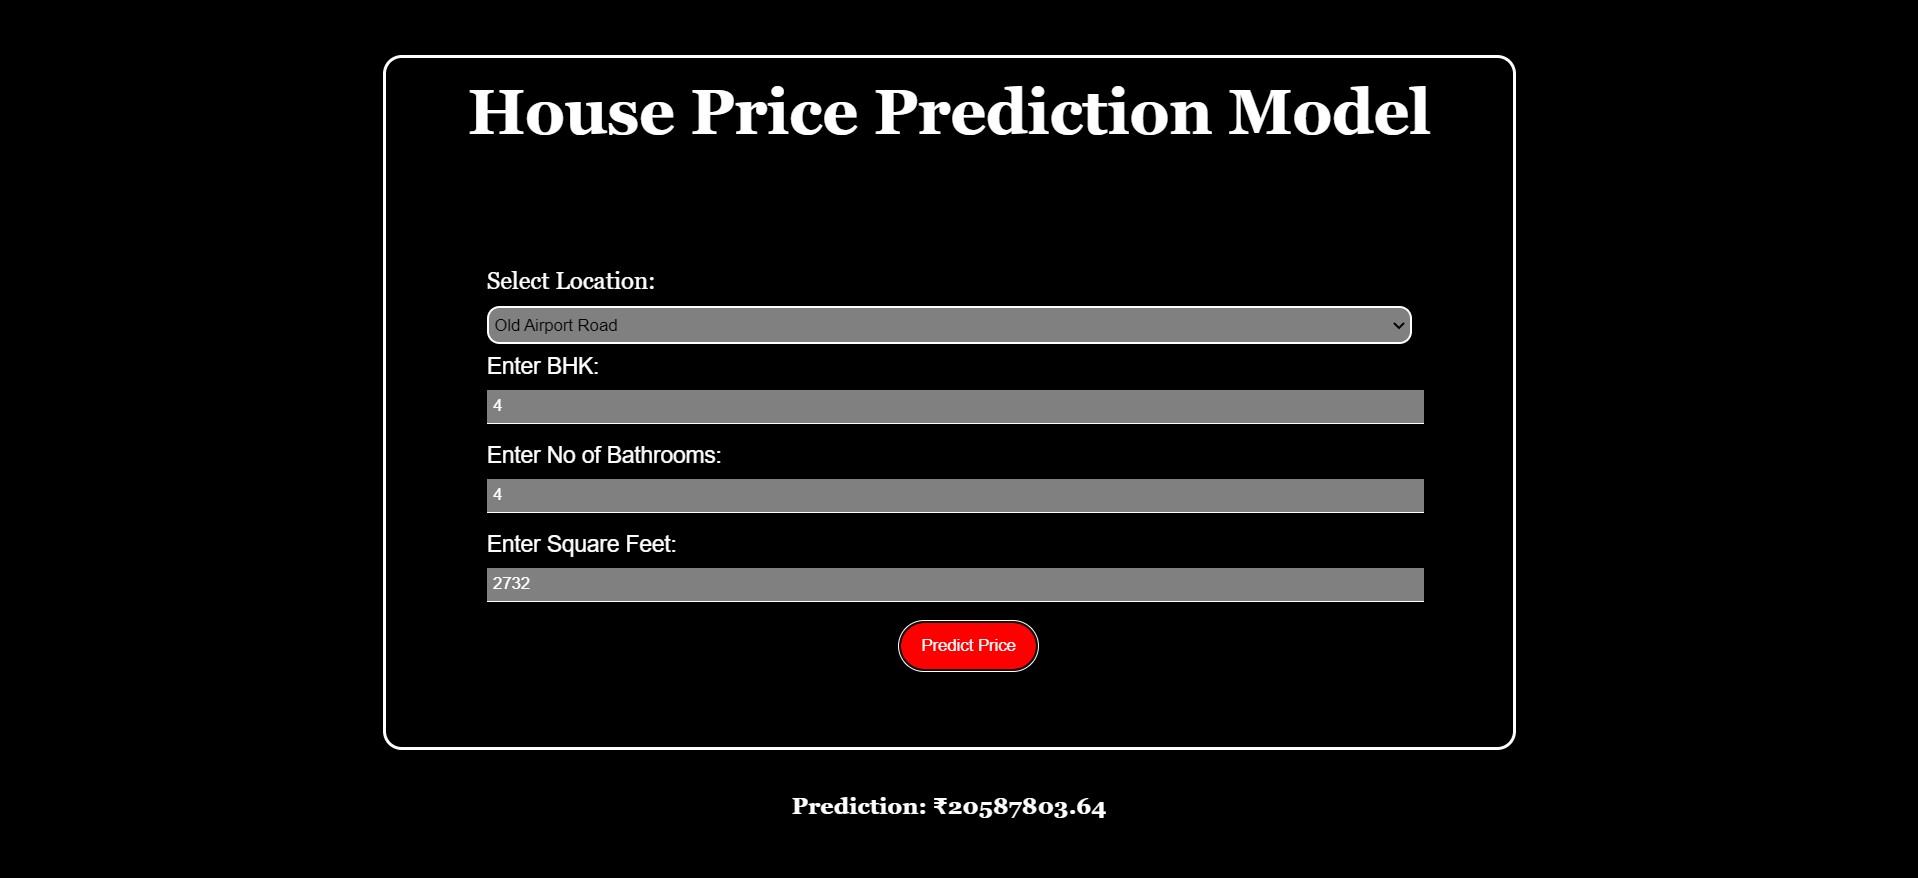 House Price Prediction Model
Select Location:
Old Airport Road
Enter BHK:
4
Enter No of Bathrooms:
4
Enter Square Feet:
2732
Predict Price
Prediction: ₹20587803.64